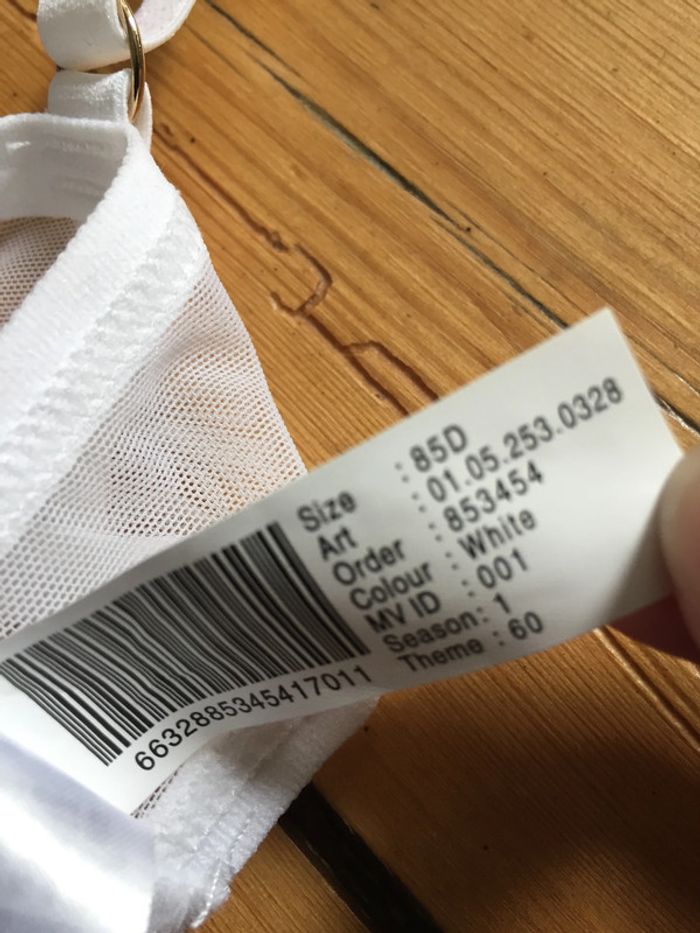 Size : 85D
Art : 01.05.253.0328
Order : 853454
Colour : White
MV ID : 001
Season: 1
Theme : 60
6632885345417011